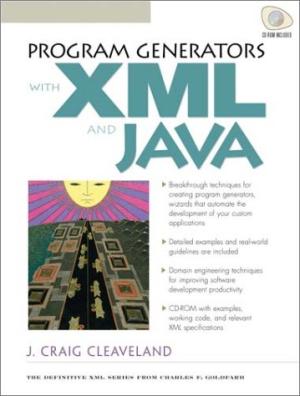 CD-ROM INCLUDED
PROGRAM GENERATORS
WITH XML
AND JAVA
Breakthrough techniques for
creating program generators,
wizards that automate the
development of your custom
applications
Detailed examples and real-world
guidelines are included
Domain engineering techniques
for improving software
development productivity
CD-ROM with examples,
working code, and relevant
XML specifications
J. CRAIG CLEAVELAND
THE DEFINITIVE XML SERIES FROM CHARLES F. GOLDFARB